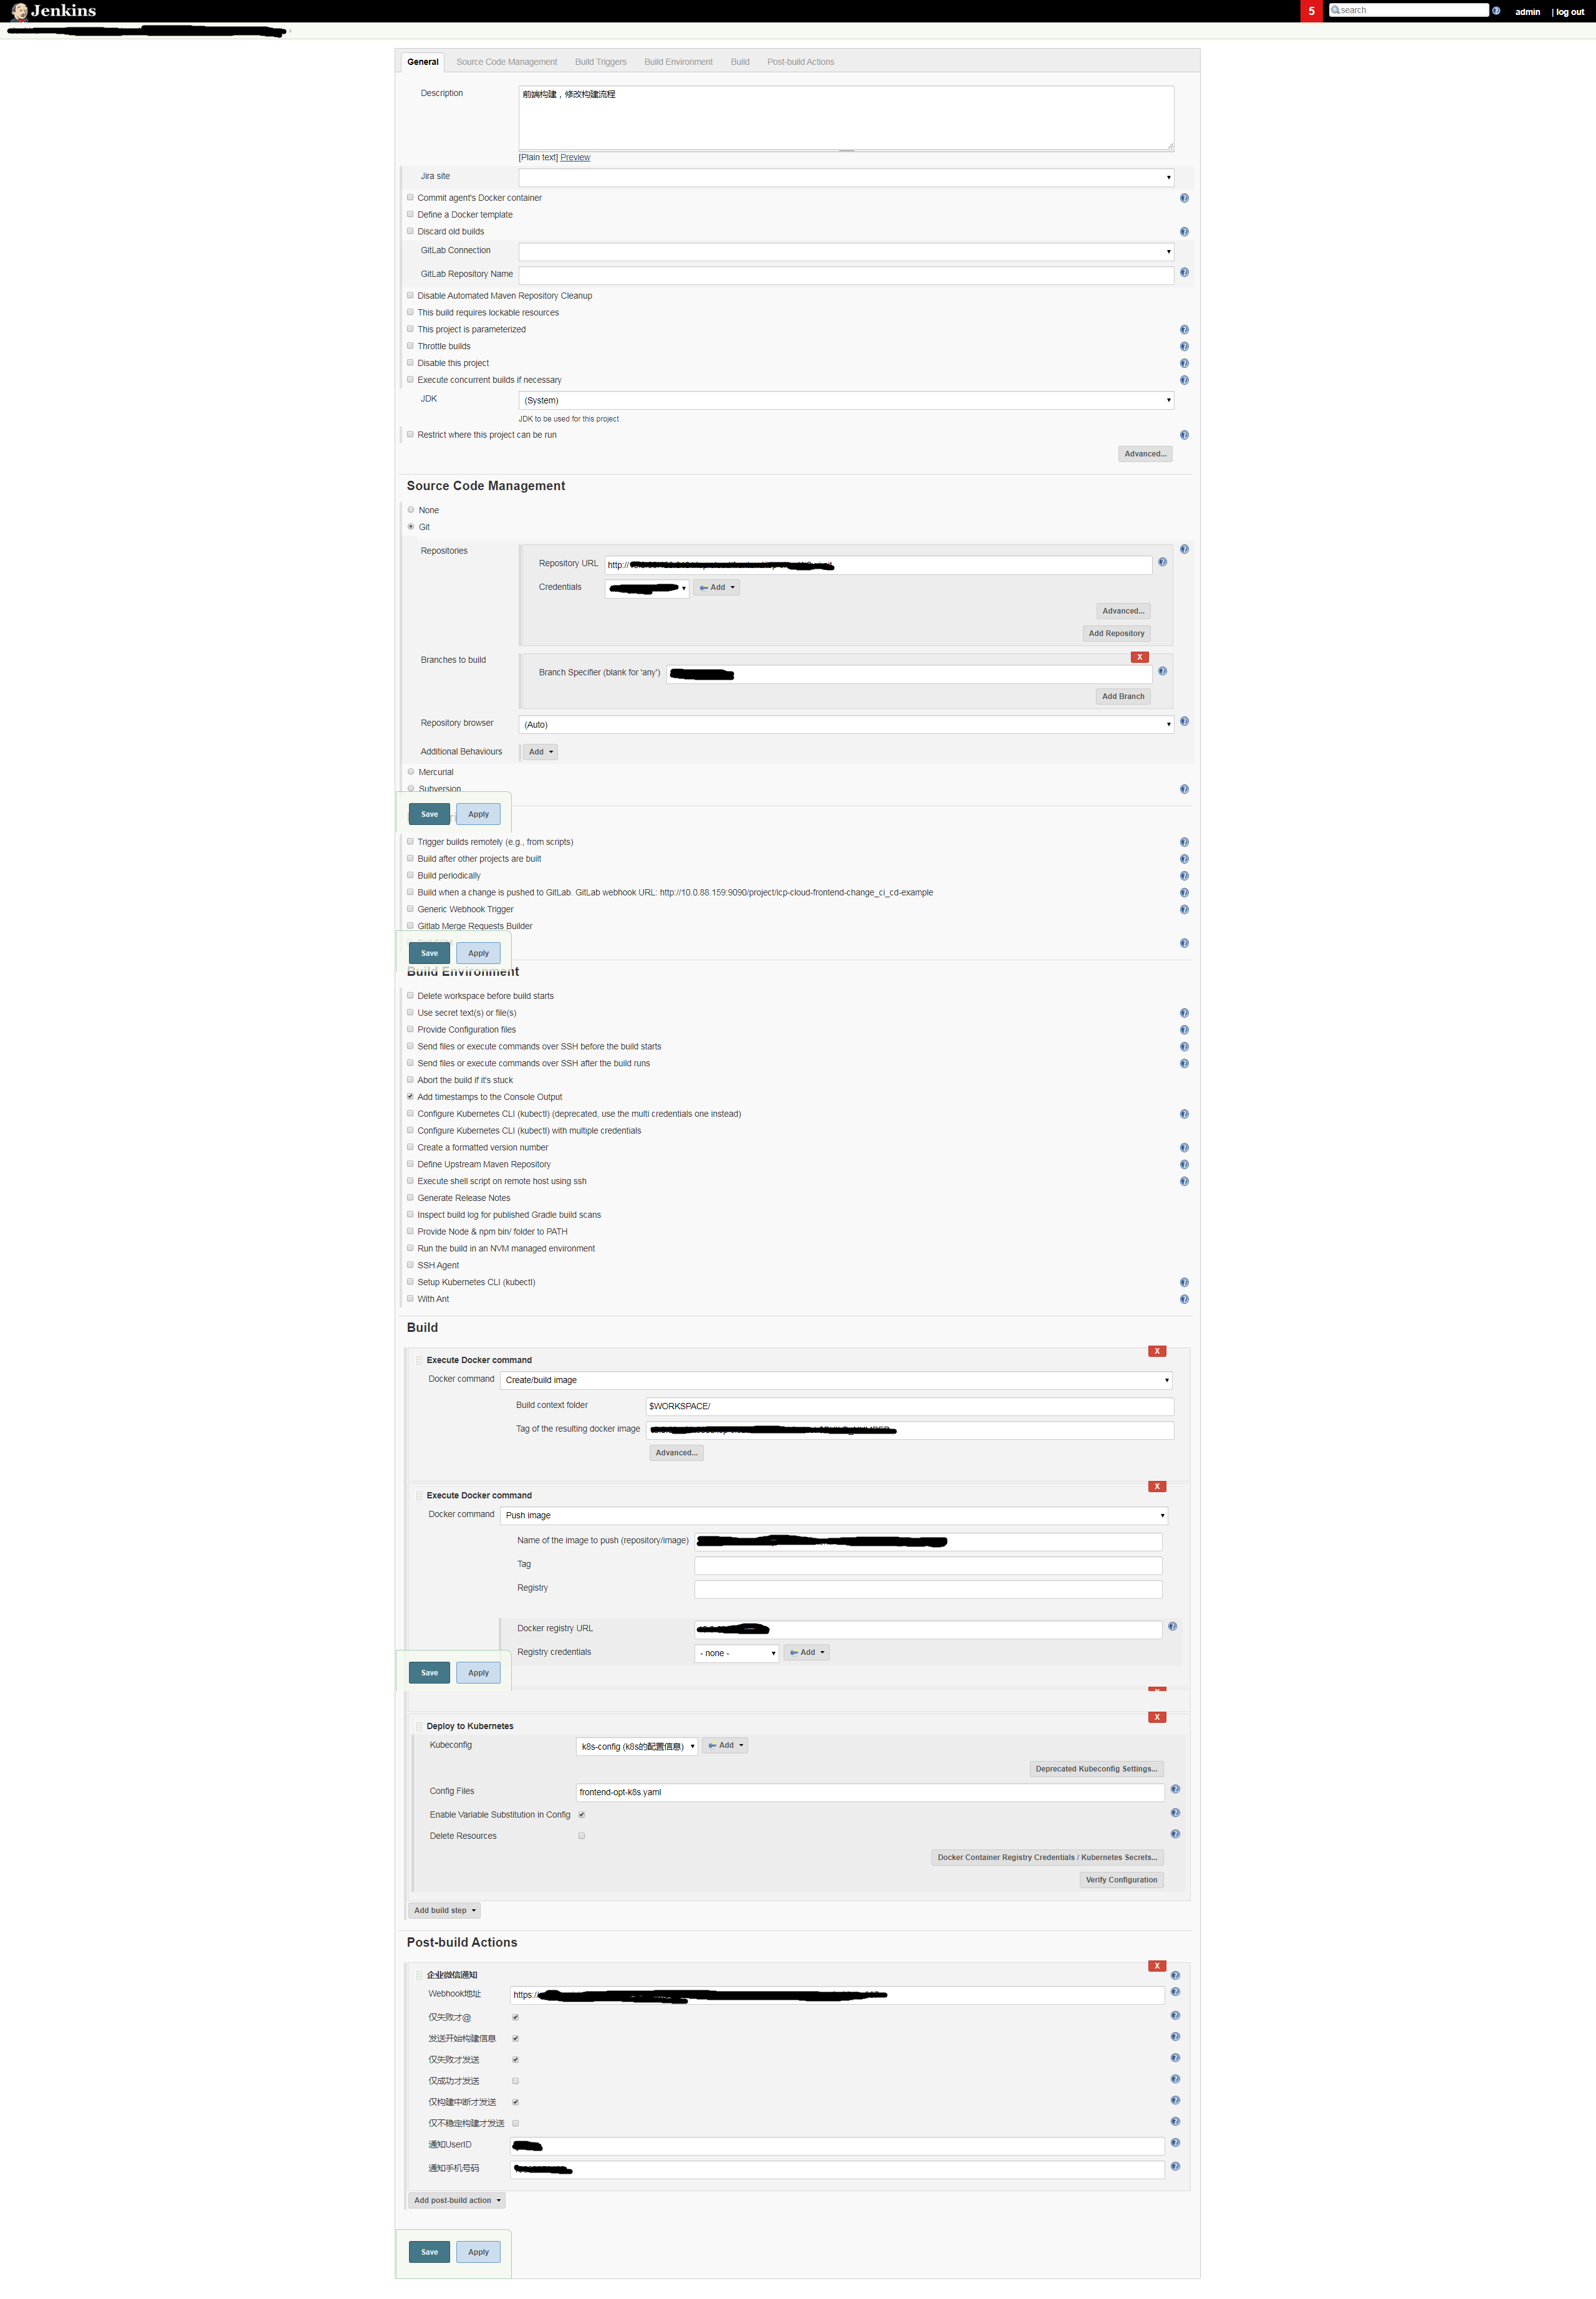 Jenkins
5
search
admin
| log out
General
Source Code Management
Build Triggers
Build Environment
Build
Post-build Actions
Description
前端构建，修改构建流程
[Plain text] Preview
Jira site
Commit agent's Docker container
Define a Docker template
Discard old builds
GitLab Connection
GitLab Repository Name
Disable Automated Maven Repository Cleanup
This build requires lockable resources
This project is parameterized
Throttle builds
Disable this project
Execute concurrent builds if necessary
JDK
(System)
JDK to be used for this project
Restrict where this project can be run
Advanced...
Source Code Management
None
Git
Repositories
Repository URL
http://
Credentials
Add
Advanced...
Add Repository
Branches to build
X
Branch Specifier (blank for 'any')
Add Branch
Repository browser
(Auto)
Additional Behaviours
Add
Mercurial
Subversion
Save
Apply
Trigger builds remotely (e.g., from scripts)
Build after other projects are built
Build periodically
Build when a change is pushed to GitLab. GitLab webhook URL: http://10.0.88.159:9090/project/icp-cloud-frontend-change_ci_cd-example
Generic Webhook Trigger
Gitlab Merge Requests Builder
Save
Apply
Build Environment
Delete workspace before build starts
Use secret text(s) or file(s)
Provide Configuration files
Send files or execute commands over SSH before the build starts
Send files or execute commands over SSH after the build runs
Abort the build if it's stuck
Add timestamps to the Console Output
Configure Kubernetes CLI (kubectl) (deprecated, use the multi credentials one instead)
Configure Kubernetes CLI (kubectl) with multiple credentials
Create a formatted version number
Define Upstream Maven Repository
Execute shell script on remote host using ssh
Generate Release Notes
Inspect build log for published Gradle build scans
Provide Node & npm bin/ folder to PATH
Run the build in an NVM managed environment
SSH Agent
Setup Kubernetes CLI (kubectl)
With Ant
Build
X
Execute Docker command
Docker command
Create/build image
Build context folder
$WORKSPACE/
Tag of the resulting docker image
Advanced...
X
Execute Docker command
Docker command
Push image
Name of the image to push (repository/image)
Tag
Registry
Docker registry URL
Registry credentials
- none -
Add
Save
Apply
X
Deploy to Kubernetes
Kubeconfig
k8s-config (k8s的配置信息)
Add
Deprecated Kubeconfig Settings...
Config Files
frontend-opt-k8s.yaml
Enable Variable Substitution in Config
Delete Resources
Docker Container Registry Credentials / Kubernetes Secrets...
Verify Configuration
Add build step
Post-build Actions
X
企业微信通知
Webhook地址
https:/
仅失败才@
发送开始构建信息
仅失败才发送
仅成功才发送
仅构建中断才发送
仅不稳定构建才发送
通知UserID
通知手机号码
Add post-build action
Save
Apply